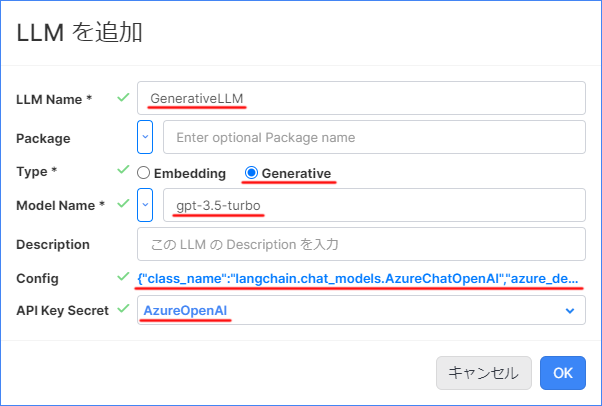 LLM を追加
LLM Name * GenerativeLLM
Package Enter optional Package name
Type * Embedding Generative
Model Name * gpt-3.5-turbo
Description この LLM の Description を入力
Config {"class_name":"langchain.chat_models.AzureChatOpenAI","azure_de...
API Key Secret AzureOpenAI
キャンセル OK